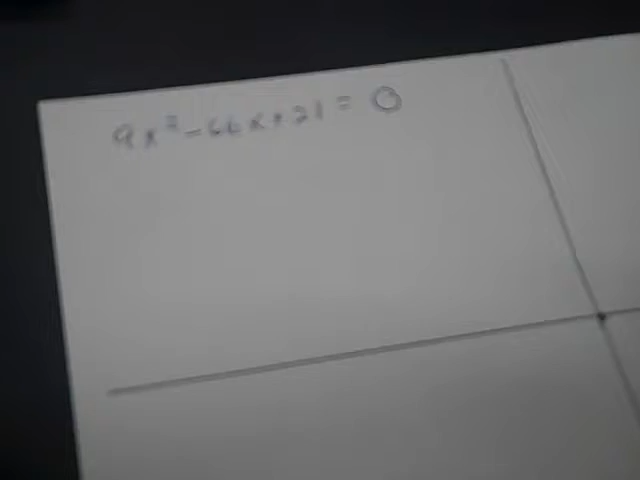 9x² - 66x + 21 = 0